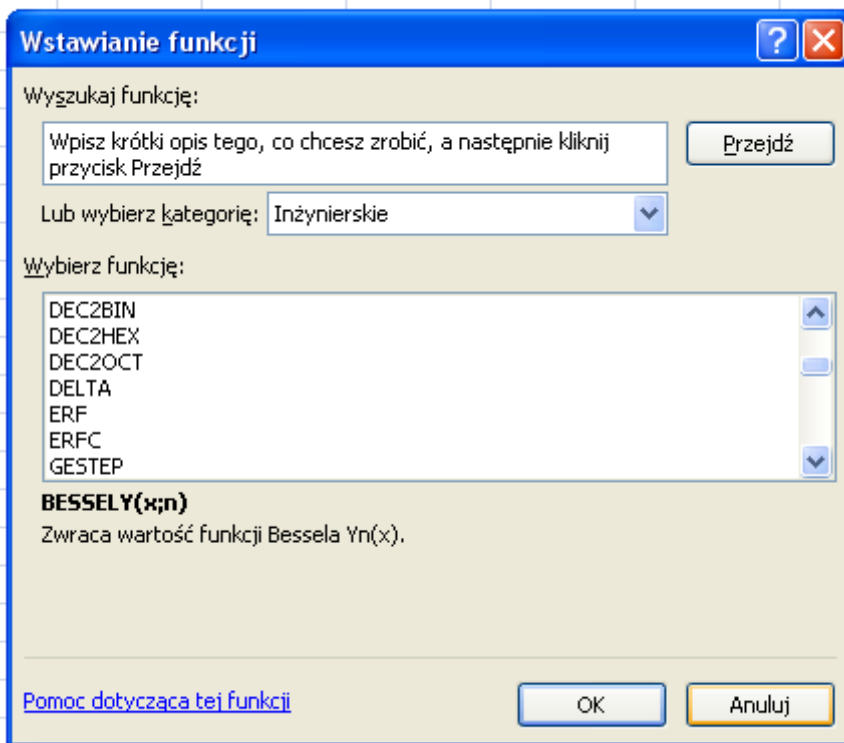 Wstawianie funkcji
Wyszukaj funkcję:
Wpisz krótki opis tego, co chcesz zrobić, a następnie kliknij
przycisk Przejdź
Przejdź
Lub wybierz kategorię: Inżynierskie
Wybierz funkcję:
DEC2BIN
DEC2HEX
DEC2OCT
DELTA
ERF
ERFC
GESTEP
BESSELY(x;n)
Zwraca wartość funkcji Bessela Yn(x).
Pomoc dotycząca tej funkcji
OK
Anuluj